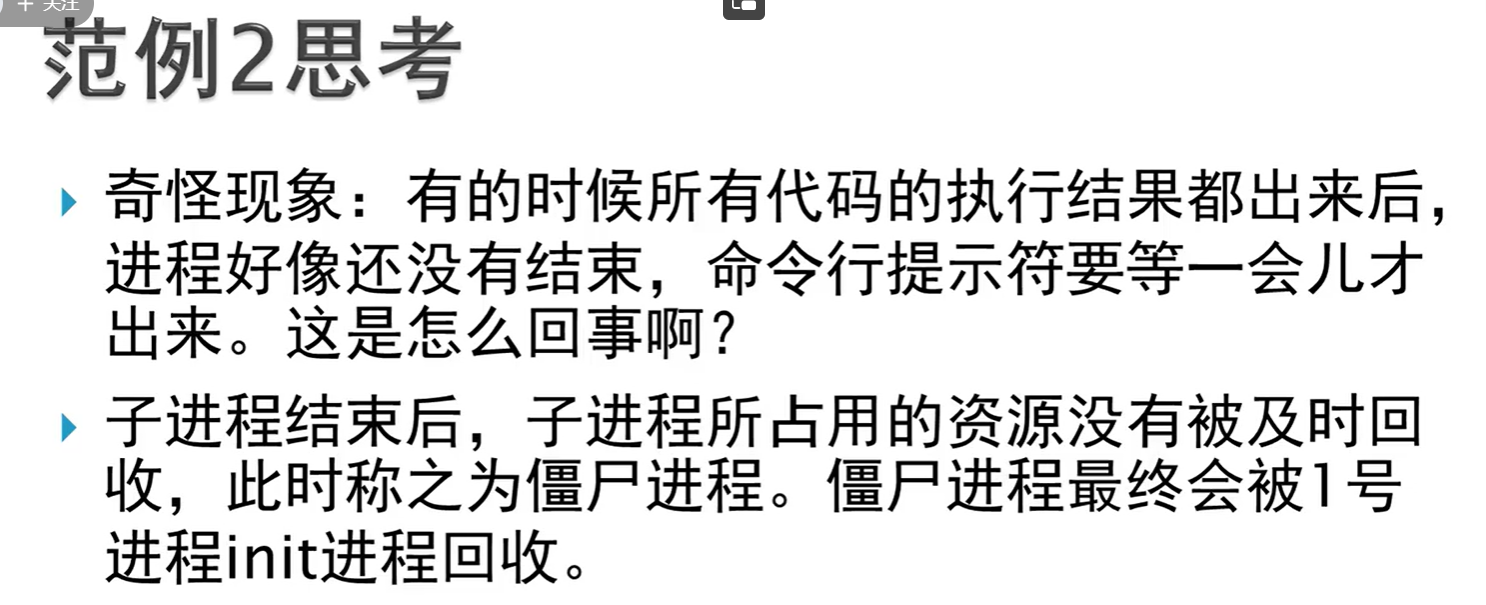 + 关注
范例2思考
奇怪现象：有的时候所有代码的执行结果都出来后，
进程好像还没有结束，命令行提示符要等一会儿才
出来。这是怎么回事啊？
子进程结束后，子进程所占用的资源没有被及时回
收，此时称之为僵尸进程。僵尸进程最终会被1号
进程init进程回收。